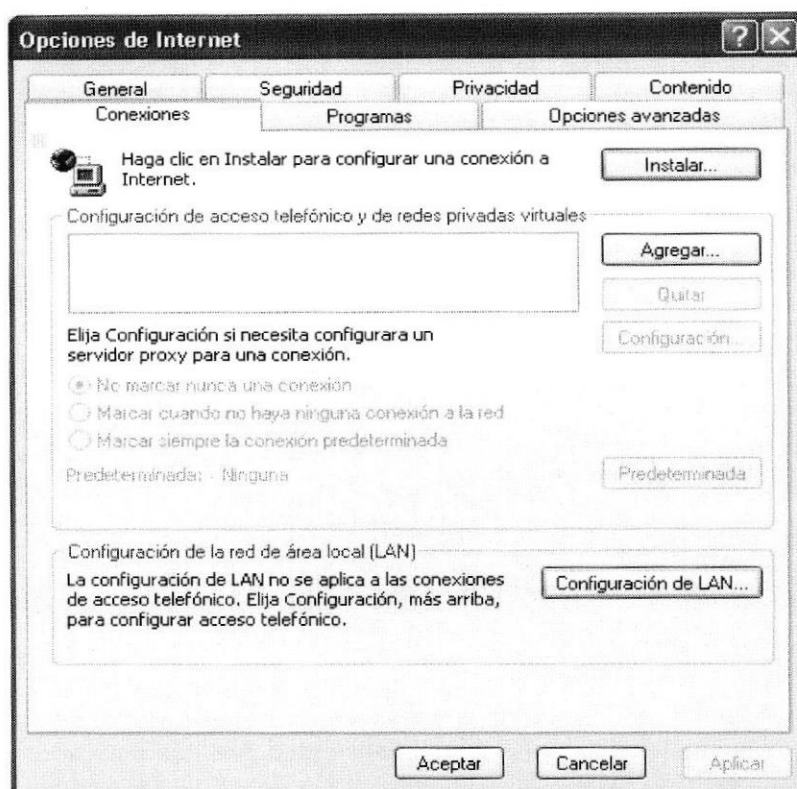 Opciones de Internet
General Seguridad Privacidad Contenido
Conexiones Programas Opciones avanzadas
Haga clic en Instalar para configurar una conexión a
Internet.
Instalar...
Configuración de acceso telefónico y de redes privadas virtuales
Agregar...
Quitar
Elija Configuración si necesita configurara un
servidor proxy para una conexión.
Configuración...
No marcar nunca una conexión
Marcar cuando no haya ninguna conexión a la red
Marcar siempre la conexión predeterminada
Predeterminada: - Ninguna
Predeterminada
Configuración de la red de área local (LAN)
La configuración de LAN no se aplica a las conexiones
de acceso telefónico. Elija Configuración, más arriba,
para configurar acceso telefónico.
Configuración de LAN...
Aceptar Cancelar Aplicar